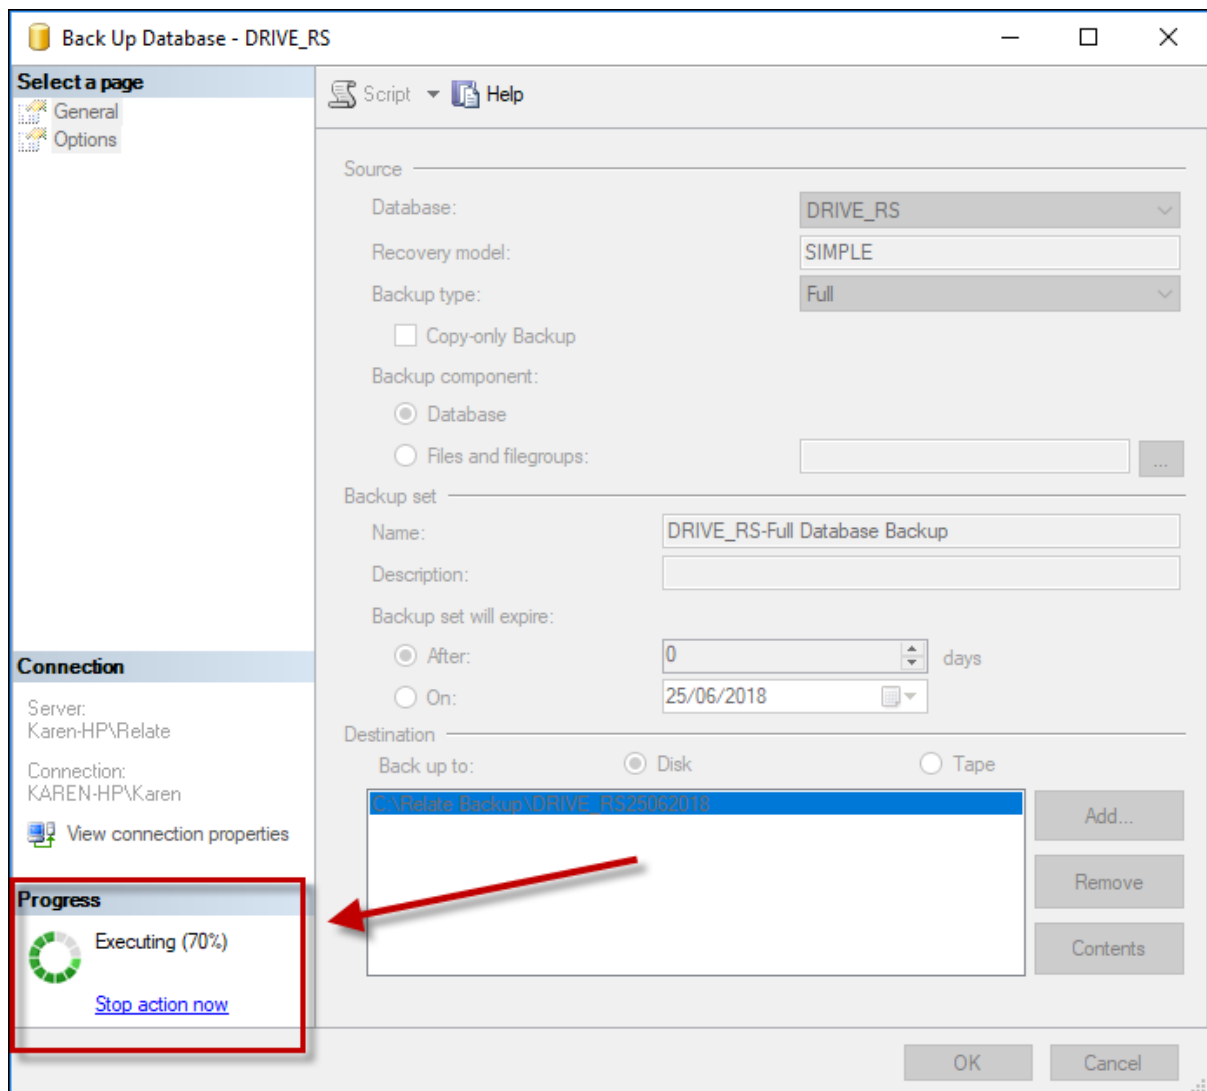 Back Up Database - DRIVE_RS
Select a page
General
Options
Script
Help
Source
Database:
DRIVE_RS
Recovery model:
SIMPLE
Backup type:
Full
Copy-only Backup
Backup component:
Database
Files and filegroups:
...
Backup set
Name:
DRIVE_RS-Full Database Backup
Description:
Backup set will expire:
After:
0
days
On:
25/06/2018
Destination
Back up to:
Disk
Tape
C:\Relate Backup\DRIVE_RS25062018
Add...
Remove
Contents
Connection
Server:
Karen-HP\Relate
Connection:
KAREN-HP\Karen
View connection properties
Progress
Executing (70%)
Stop action now
OK
Cancel